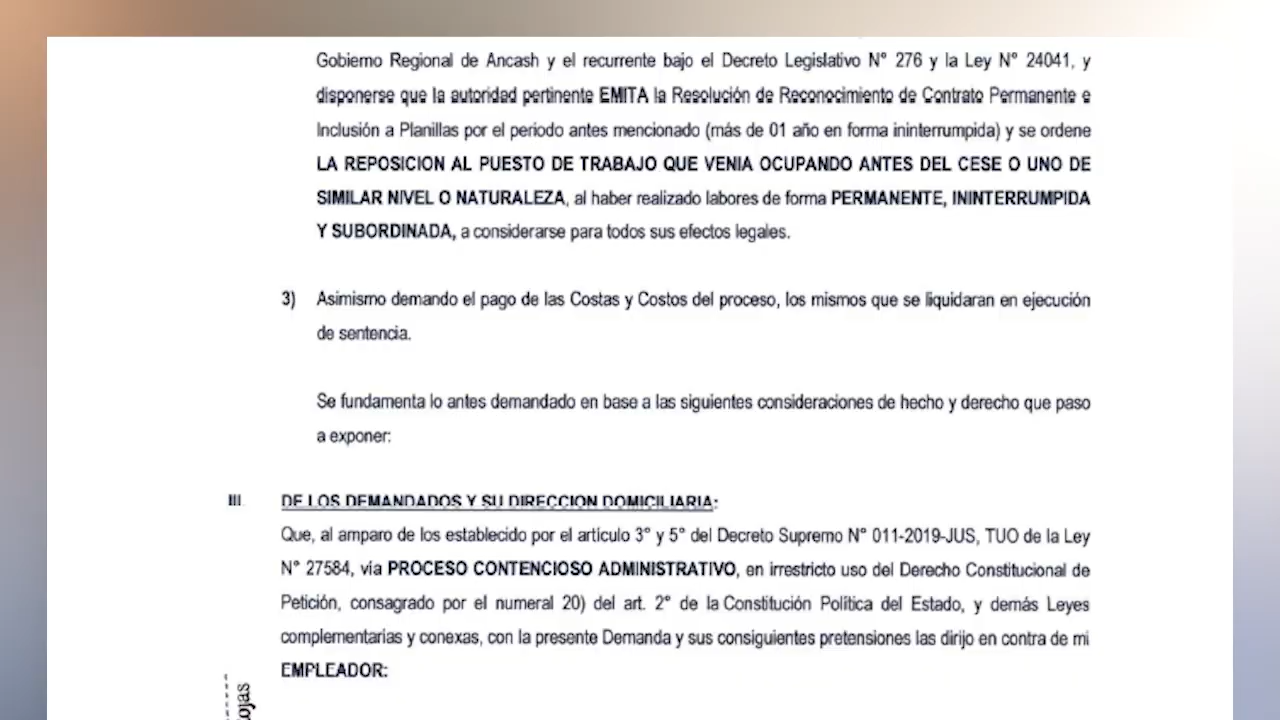 Gobierno Regional de Ancash y el recurrente bajo el Decreto Legislativo N° 276 y la Ley N° 24041, y
disponerse que la autoridad pertinente EMITA la Resolución de Reconocimiento de Contrato Permanente e
Inclusión a Planillas por el periodo antes mencionado (más de 01 año en forma ininterrumpida) y se ordene
LA REPOSICION AL PUESTO DE TRABAJO QUE VENIA OCUPANDO ANTES DEL CESE O UNO DE
SIMILAR NIVEL O NATURALEZA, al haber realizado labores de forma PERMANENTE, ININTERRUMPIDA
Y SUBORDINADA, a considerarse para todos sus efectos legales.
3) Asimismo demando el pago de las Costas y Costos del proceso, los mismos que se liquidaran en ejecución
de sentencia.
Se fundamenta lo antes demandado en base a las siguientes consideraciones de hecho y derecho que paso
a exponer:
III. DE LOS DEMANDADOS Y SU DIRECCION DOMICILIARIA:
Que, al amparo de los establecido por el artículo 3° y 5° del Decreto Supremo N° 011-2019-JUS, TUO de la Ley
N° 27584, vía PROCESO CONTENCIOSO ADMINISTRATIVO, en irrestricto uso del Derecho Constitucional de
Petición, consagrado por el numeral 20) del art. 2° de la Constitución Política del Estado, y demás Leyes
complementarias y conexas, con la presente Demanda y sus consiguientes pretensiones las dirijo en contra de mi
EMPLEADOR: